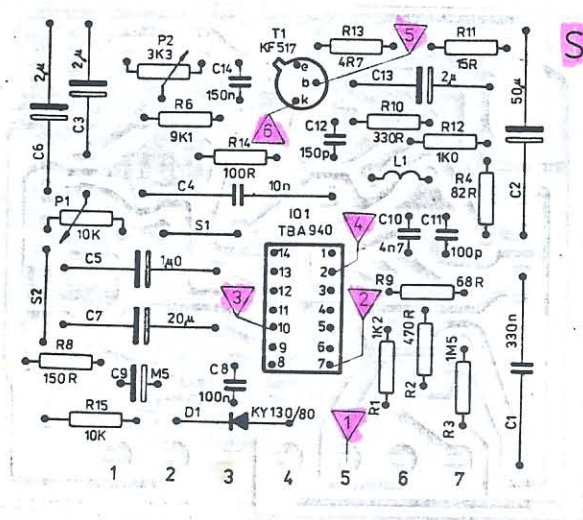 S
T1
KF517
5
R13
4R7
R11
15R
P2
3K3
C14
150n
e
b
k
C13
2µ
2µ
2µ
50µ
R6
9K1
6
C12
150p
R10
330R
R12
1K0
R14
100R
C6
C3
L1
R4
82R
C2
C4
10n
P1
10K
S1
IO1
TBA940
4
C10
4n7
C11
100p
14 1
13 2
12 3
11 4
10 5
9 6
8 7
C5
1µ0
S2
3
2
R9
68R
C7
20µ
1K2
470R
1M5
330n
R8
150R
C9
M5
C8
100n
R1
R2
R3
C1
R15
10K
D1
KY130/80
1
1 2 3 4 5 6 7